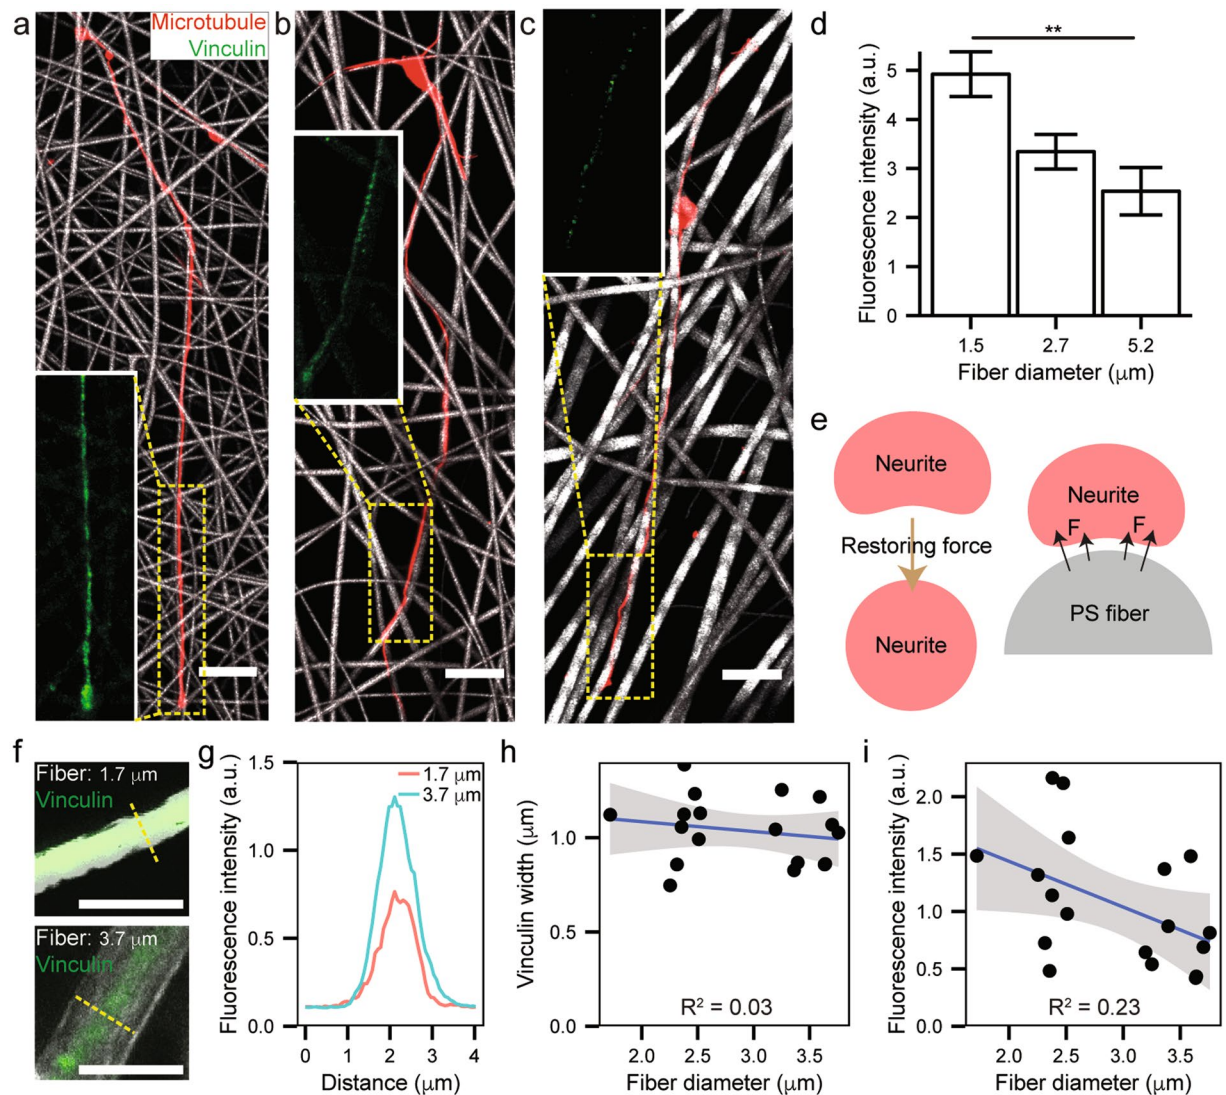 a
Microtubule
Vinculin
b
c
d
**
Fluorescence intensity (a.u.)
5
4
3
2
1
0
1.5 2.7 5.2
Fiber diameter (μm)
e
Neurite
Restoring force
Neurite
Neurite
F F
PS fiber
f
Fiber: 1.7 μm
Vinculin
Fiber: 3.7 μm
Vinculin
g
Fluorescence intensity (a.u.)
1.5
1.0
0.5
0.0
1.7 μm
3.7 μm
0 1 2 3 4
Distance (μm)
h
Vinculin width (μm)
1.0
0.0
R² = 0.03
2.0 2.5 3.0 3.5
Fiber diameter (μm)
i
Fluorescence intensity (a.u.)
2.0
1.5
1.0
0.5
0.0
R² = 0.23
2.0 2.5 3.0 3.5
Fiber diameter (μm)